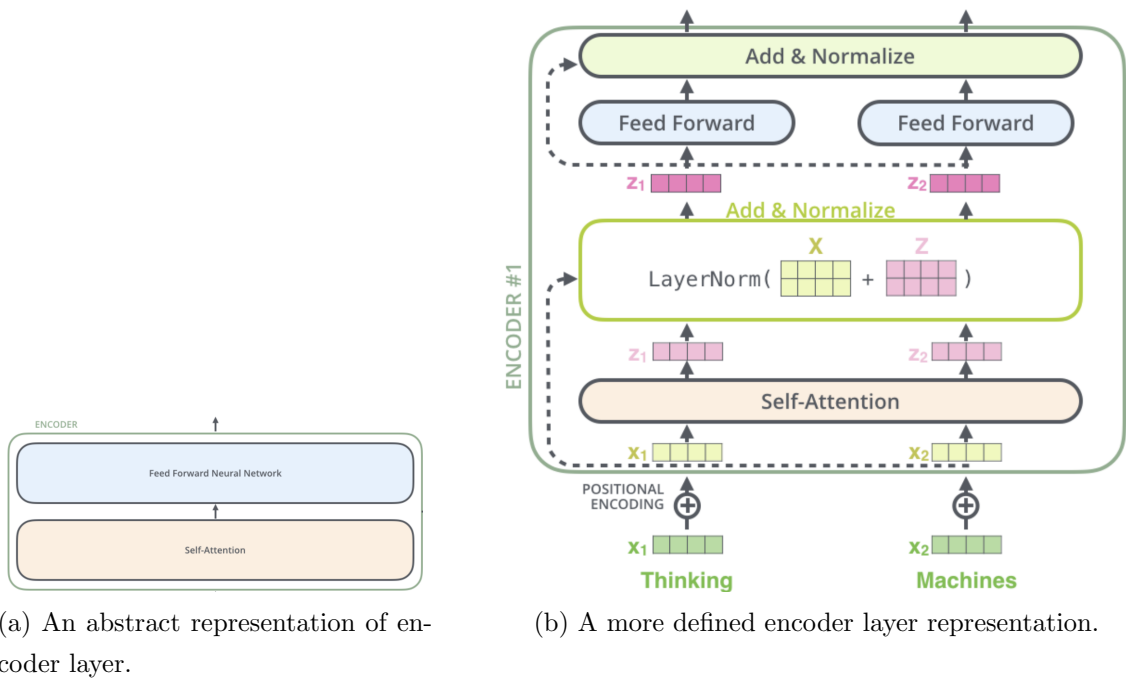 ENCODER
Feed Forward Neural Network
Self-Attention
(a) An abstract representation of en-
coder layer.
ENCODER #1
Add & Normalize
Feed Forward Feed Forward
z1 z2
Add & Normalize
X Z
LayerNorm( + )
z1 z2
Self-Attention
x1 x2
POSITIONAL
ENCODING
x1 x2
Thinking Machines
(b) A more defined encoder layer representation.